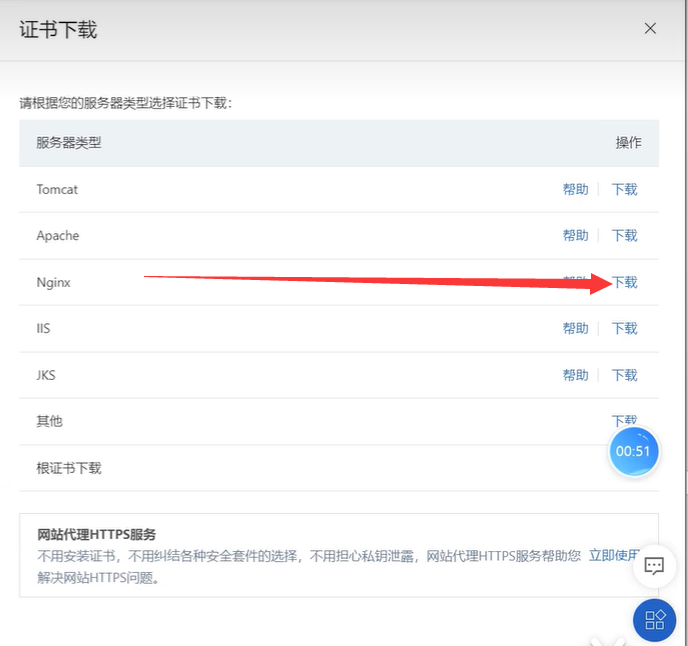 证书下载
请根据您的服务器类型选择证书下载：
服务器类型 操作
Tomcat 帮助 下载
Apache 帮助 下载
Nginx 下载
IIS 帮助 下载
JKS 帮助 下载
其他 下载
00:51
根证书下载
网站代理HTTPS服务
不用安装证书，不用纠结各种安全套件的选择，不用担心私钥泄露，网站代理HTTPS服务帮助您 立即使用
解决网站HTTPS问题。